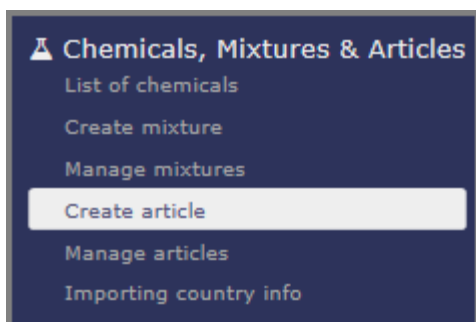 Chemicals, Mixtures & Articles
List of chemicals
Create mixture
Manage mixtures
Create article
Manage articles
Importing country info